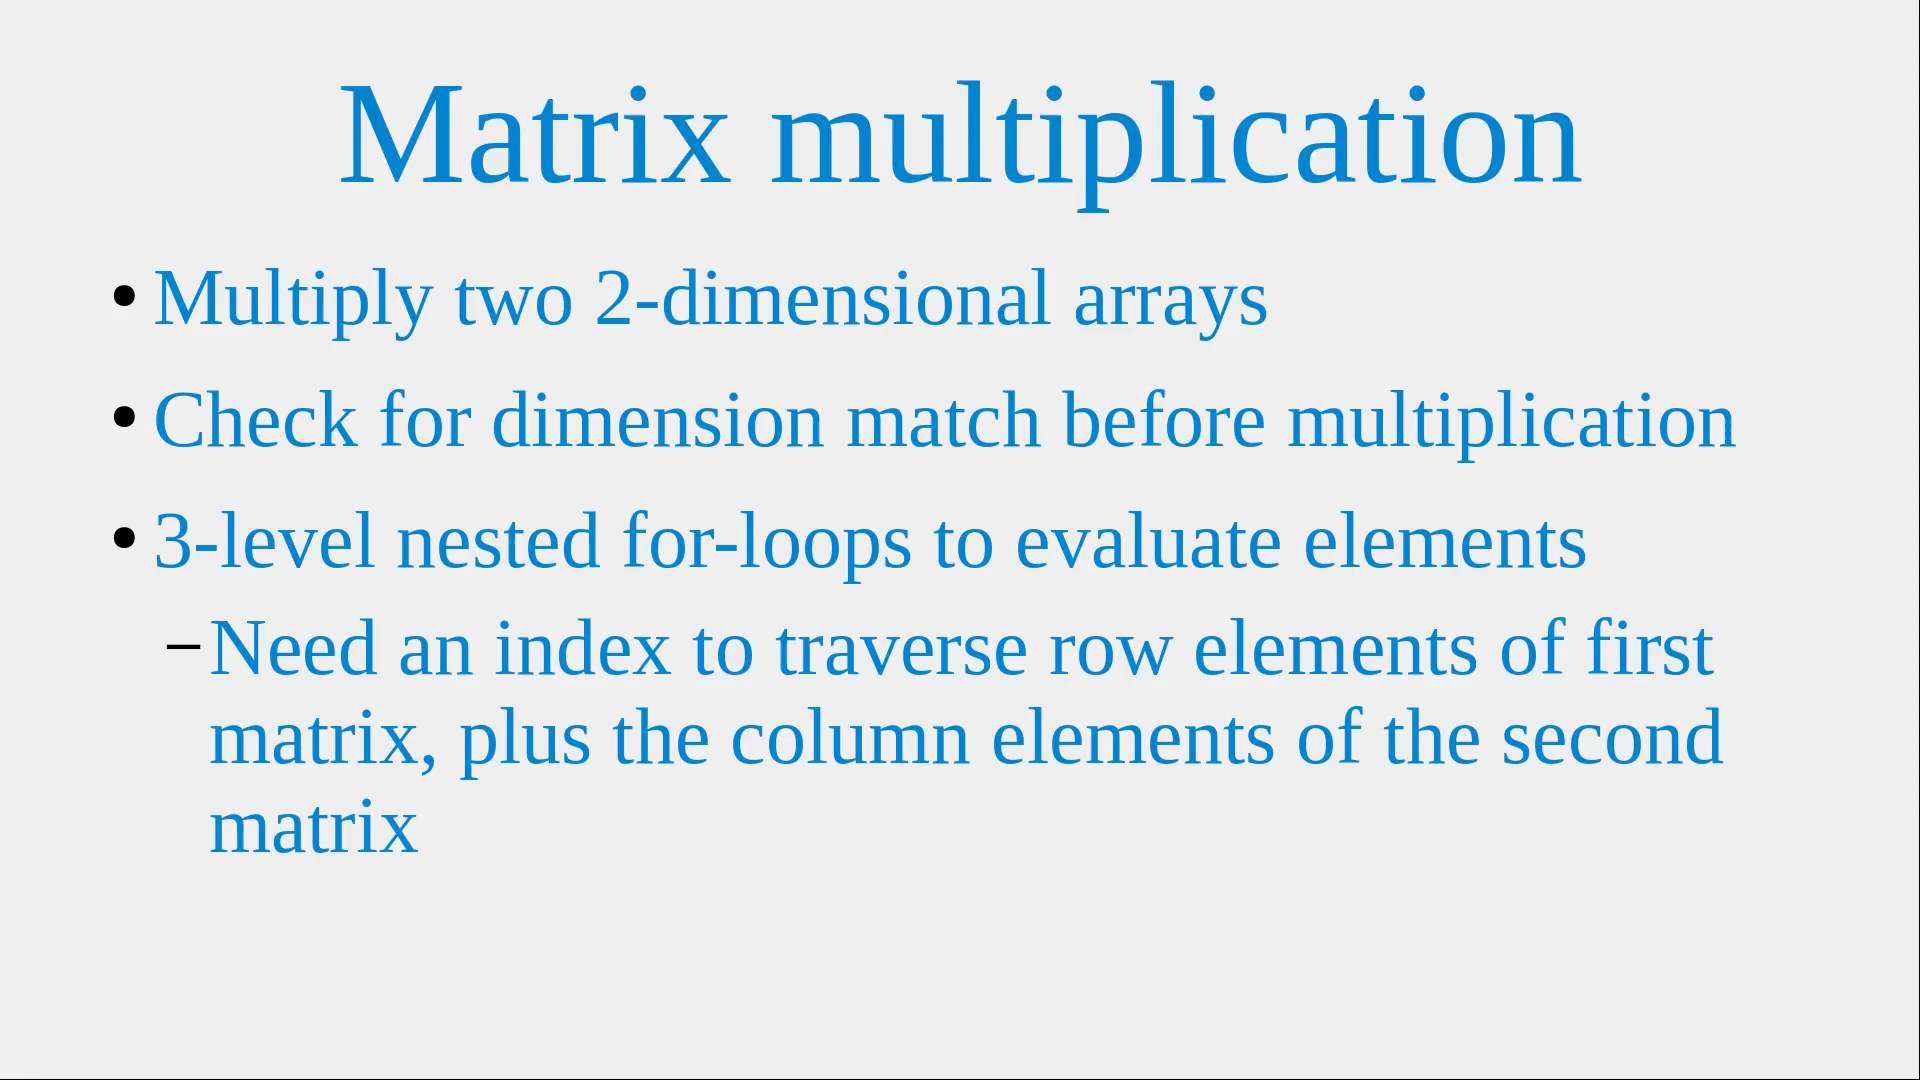 Matrix multiplication
• Multiply two 2-dimensional arrays
• Check for dimension match before multiplication
• 3-level nested for-loops to evaluate elements
– Need an index to traverse row elements of first
matrix, plus the column elements of the second
matrix